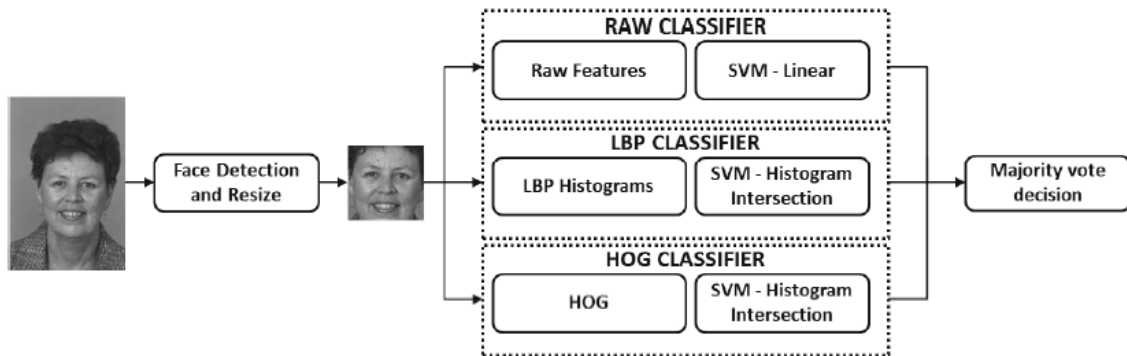 RAW CLASSIFIER
Raw Features
SVM - Linear
Face Detection
and Resize
LBP CLASSIFIER
LBP Histograms
SVM - Histogram
Intersection
Majority vote
decision
HOG CLASSIFIER
HOG
SVM - Histogram
Intersection